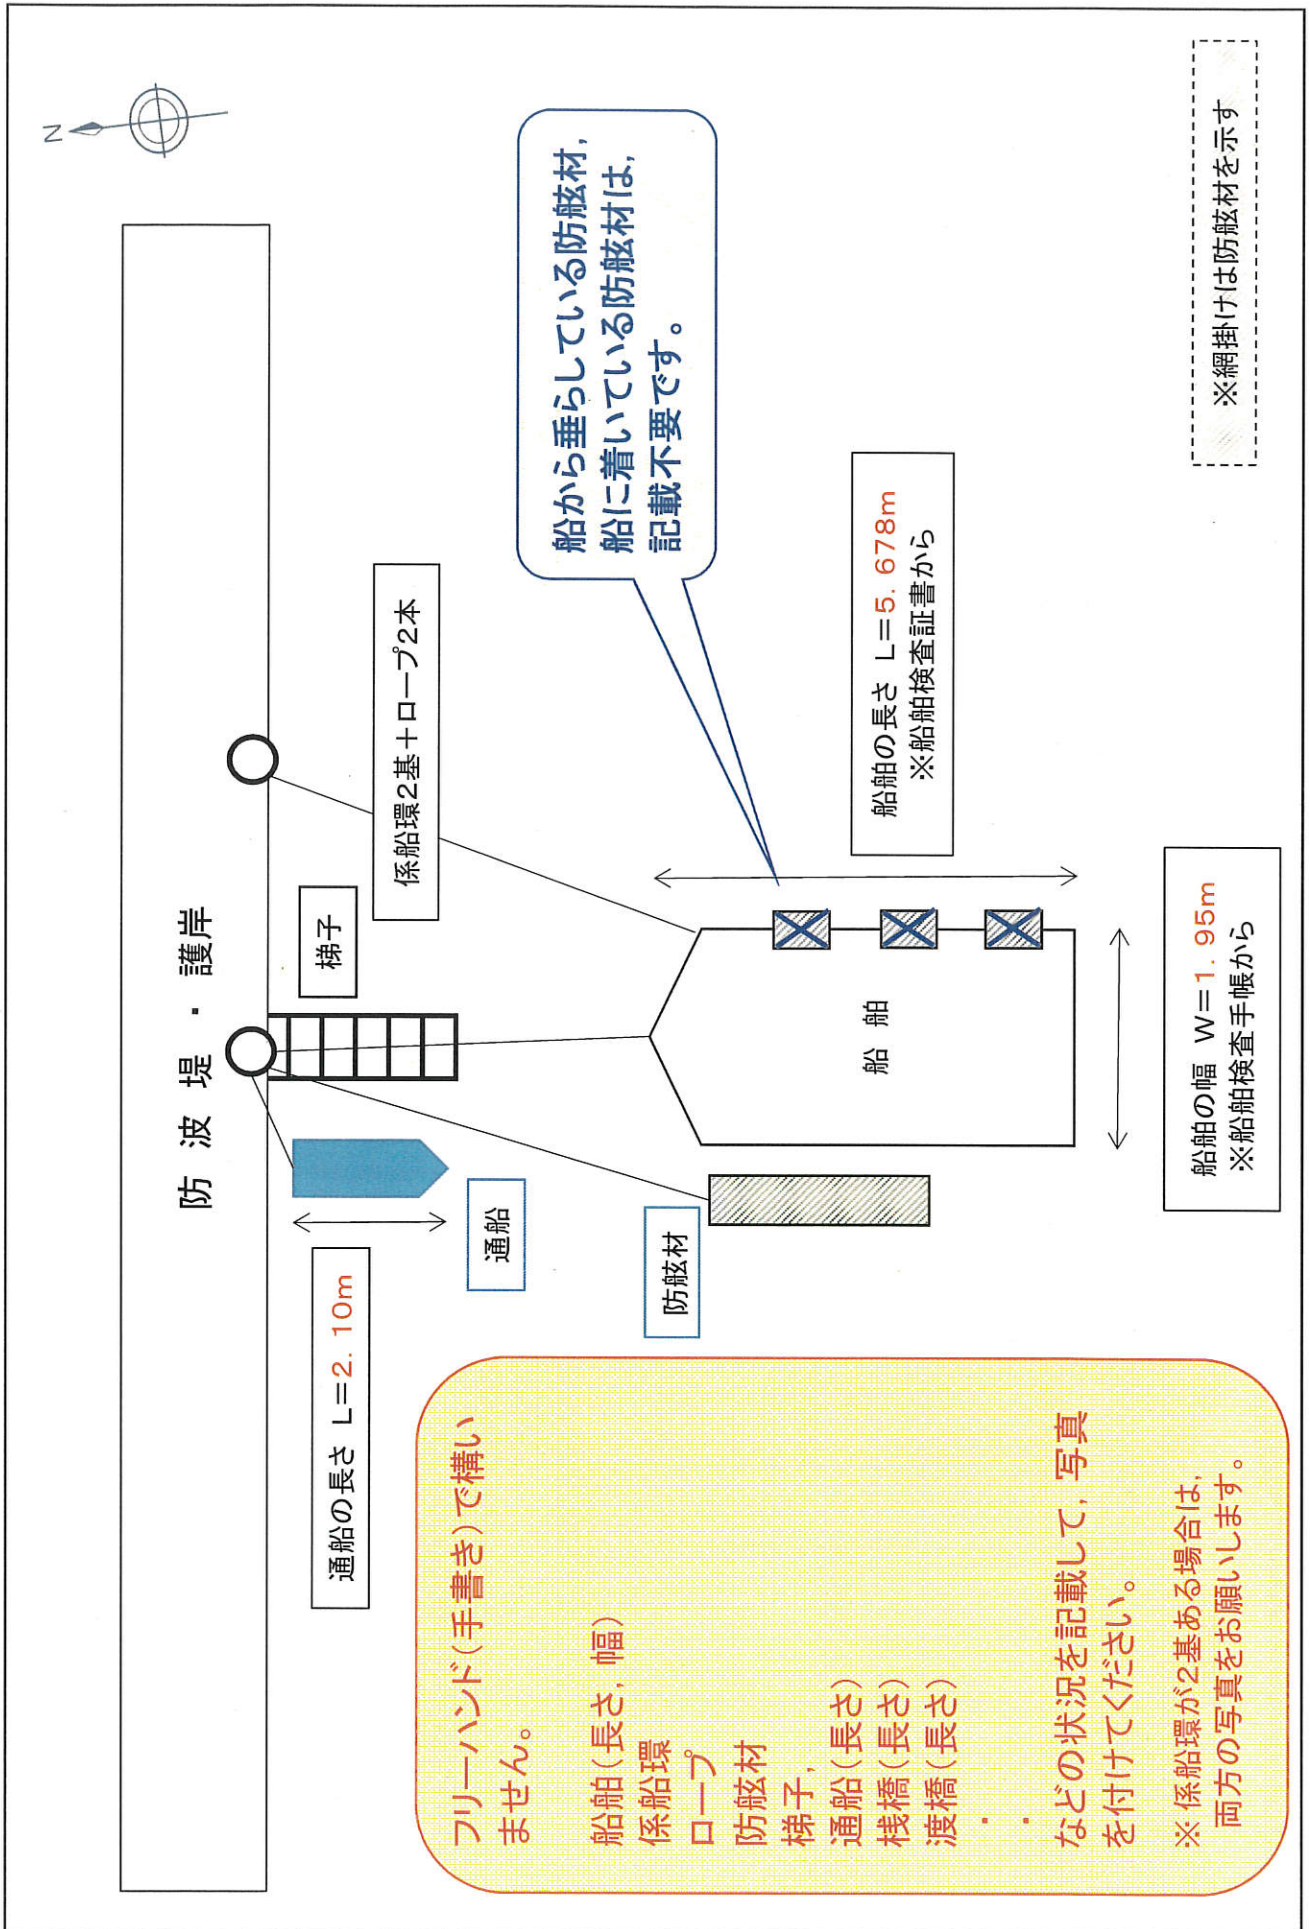 N
防波堤・護岸
通船の長さ L=2.10m
梯子
係船環2基+ロープ2本
通船
防舷材
船舶
船から垂らしている防舷材,
船に着いている防舷材は,
記載不要です。
船舶の長さ L=5.678m
※船舶検査証書から
船舶の幅 W=1.95m
※船舶検査手帳から
※網掛けは防舷材を示す
フリーハンド(手書き)で構い
ません。
船舶(長さ,幅)
係船環
ロープ
防舷材
梯子,
通船(長さ)
桟橋(長さ)
渡橋(長さ)
・
・
などの状況を記載して,写真
を付けてください。
※係船環が2基ある場合は,
両方の写真をお願いします。